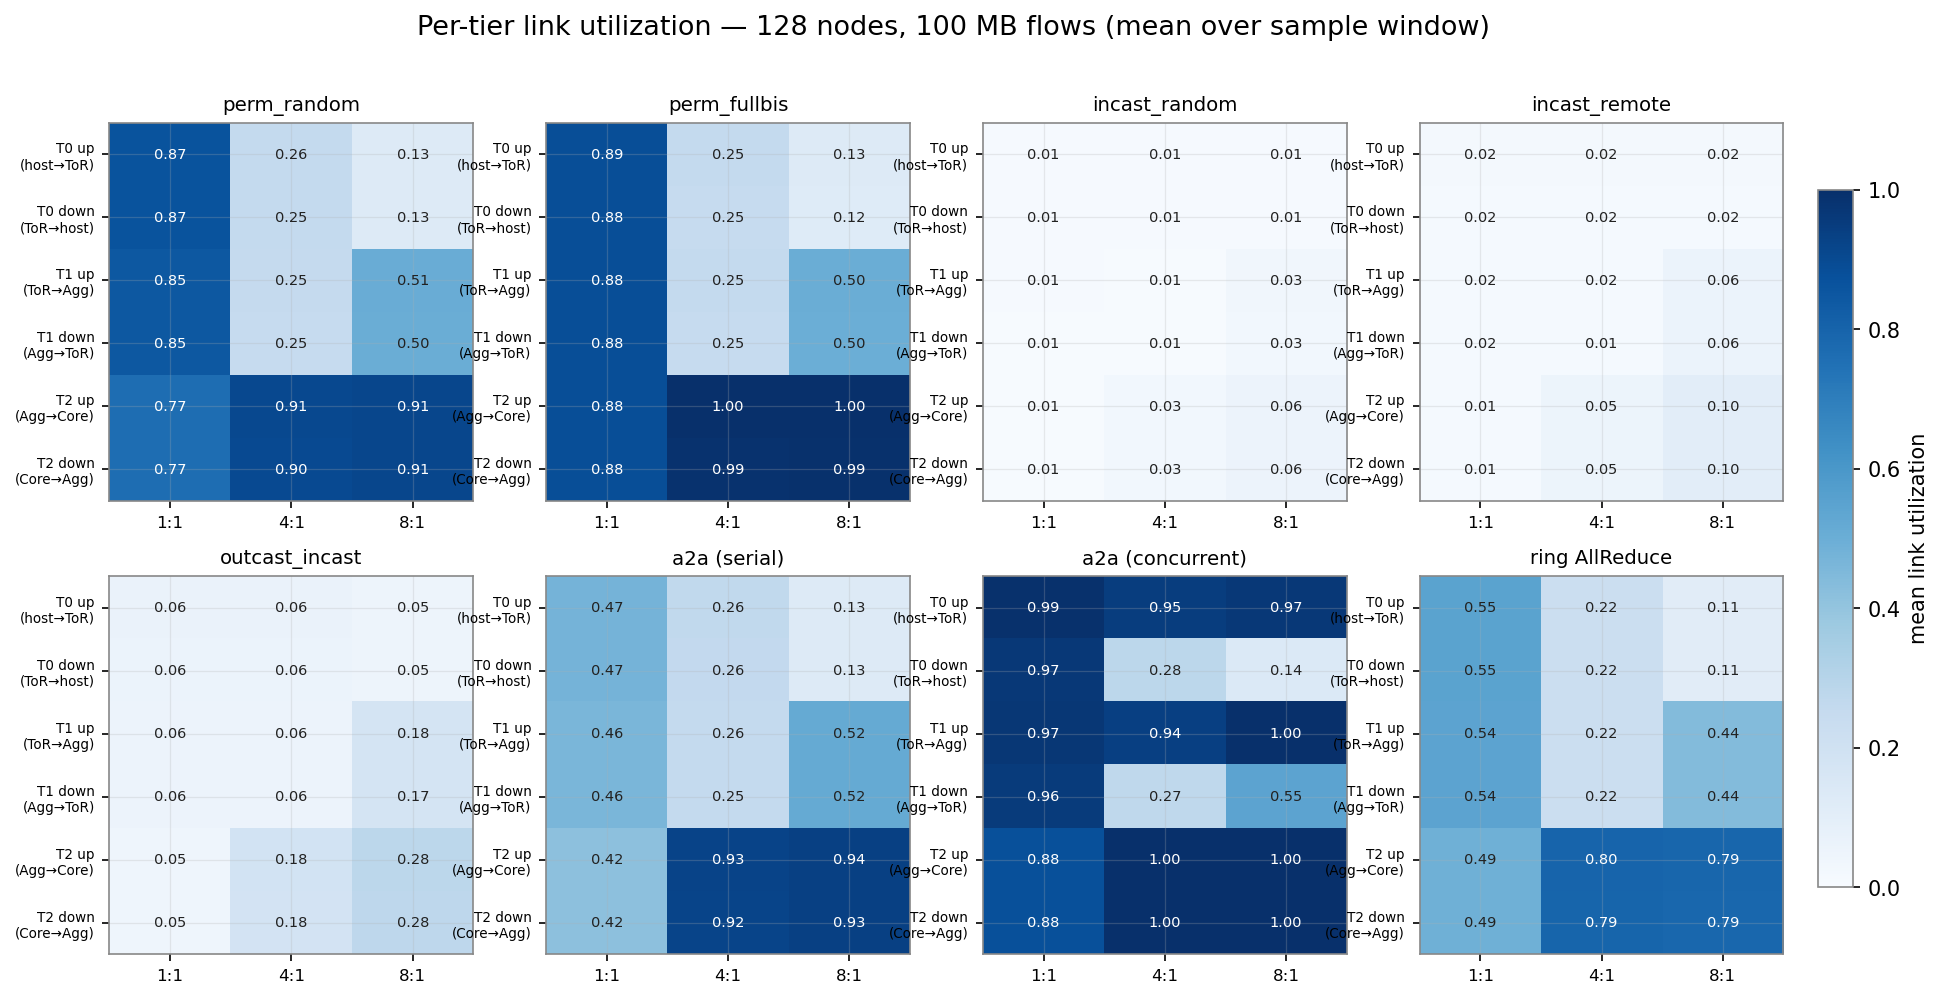 Per-tier link utilization — 128 nodes, 100 MB flows (mean over sample window)
perm_random
T0 up
(host→ToR)
0.87 0.26 0.13
T0 down
(ToR→host)
0.87 0.25 0.13
T1 up
(ToR→Agg)
0.85 0.25 0.51
T1 down
(Agg→ToR)
0.85 0.25 0.50
T2 up
(Agg→Core)
0.77 0.91 0.91
T2 down
(Core→Agg)
0.77 0.90 0.91
1:1 4:1 8:1
perm_fullbis
T0 up
(host→ToR)
0.89 0.25 0.13
T0 down
(ToR→host)
0.88 0.25 0.12
T1 up
(ToR→Agg)
0.88 0.25 0.50
T1 down
(Agg→ToR)
0.88 0.25 0.50
T2 up
(Agg→Core)
0.88 1.00 1.00
T2 down
(Core→Agg)
0.88 0.99 0.99
1:1 4:1 8:1
incast_random
T0 up
(host→ToR)
0.01 0.01 0.01
T0 down
(ToR→host)
0.01 0.01 0.01
T1 up
(ToR→Agg)
0.01 0.01 0.03
T1 down
(Agg→ToR)
0.01 0.01 0.03
T2 up
(Agg→Core)
0.01 0.03 0.06
T2 down
(Core→Agg)
0.01 0.03 0.06
1:1 4:1 8:1
incast_remote
T0 up
(host→ToR)
0.02 0.02 0.02
T0 down
(ToR→host)
0.02 0.02 0.02
T1 up
(ToR→Agg)
0.02 0.02 0.06
T1 down
(Agg→ToR)
0.02 0.01 0.06
T2 up
(Agg→Core)
0.01 0.05 0.10
T2 down
(Core→Agg)
0.01 0.05 0.10
1:1 4:1 8:1
outcast_incast
T0 up
(host→ToR)
0.06 0.06 0.05
T0 down
(ToR→host)
0.06 0.06 0.05
T1 up
(ToR→Agg)
0.06 0.06 0.18
T1 down
(Agg→ToR)
0.06 0.06 0.17
T2 up
(Agg→Core)
0.05 0.18 0.28
T2 down
(Core→Agg)
0.05 0.18 0.28
1:1 4:1 8:1
a2a (serial)
T0 up
(host→ToR)
0.47 0.26 0.13
T0 down
(ToR→host)
0.47 0.26 0.13
T1 up
(ToR→Agg)
0.46 0.26 0.52
T1 down
(Agg→ToR)
0.46 0.25 0.52
T2 up
(Agg→Core)
0.42 0.93 0.94
T2 down
(Core→Agg)
0.42 0.92 0.93
1:1 4:1 8:1
a2a (concurrent)
T0 up
(host→ToR)
0.99 0.95 0.97
T0 down
(ToR→host)
0.97 0.28 0.14
T1 up
(ToR→Agg)
0.97 0.94 1.00
T1 down
(Agg→ToR)
0.96 0.27 0.55
T2 up
(Agg→Core)
0.88 1.00 1.00
T2 down
(Core→Agg)
0.88 1.00 1.00
1:1 4:1 8:1
ring AllReduce
T0 up
(host→ToR)
0.55 0.22 0.11
T0 down
(ToR→host)
0.55 0.22 0.11
T1 up
(ToR→Agg)
0.54 0.22 0.44
T1 down
(Agg→ToR)
0.54 0.22 0.44
T2 up
(Agg→Core)
0.49 0.80 0.79
T2 down
(Core→Agg)
0.49 0.79 0.79
1:1 4:1 8:1
1.0
0.8
0.6
0.4
0.2
0.0
mean link utilization